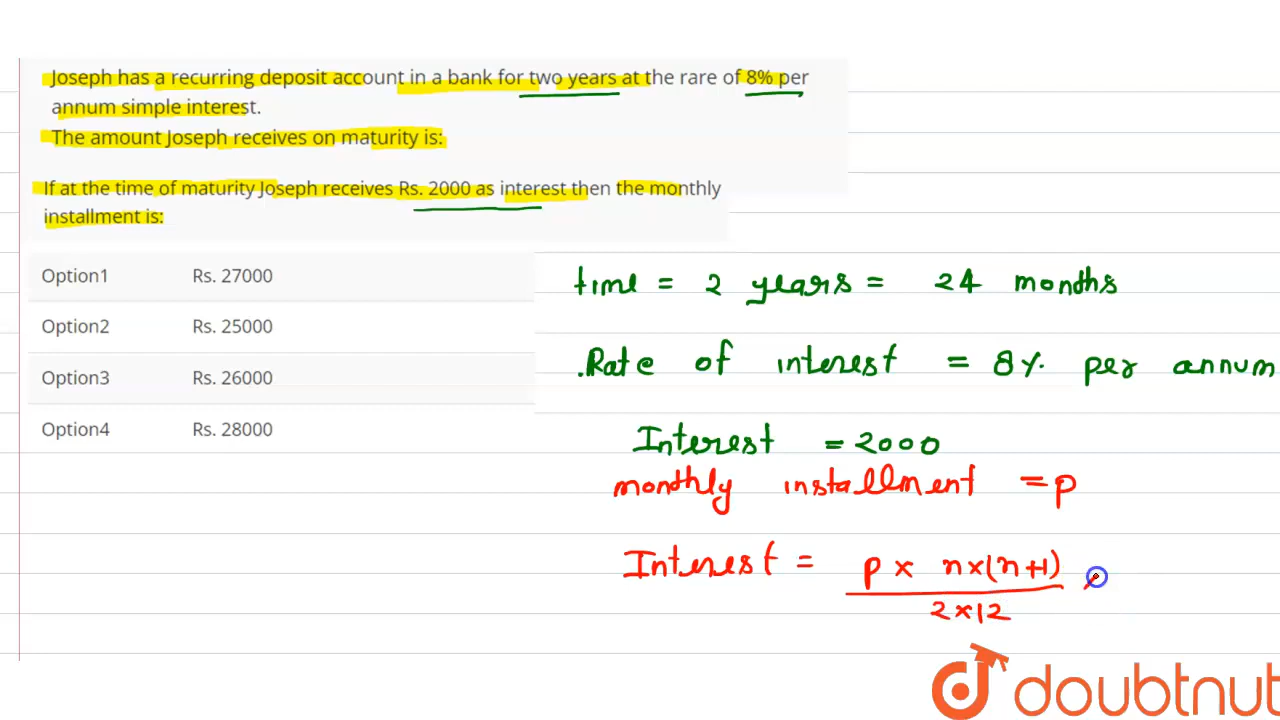 Joseph has a recurring deposit account in a bank for two years at the rare of 8% per
annum simple interest.
The amount Joseph receives on maturity is:
If at the time of maturity Joseph receives Rs. 2000 as interest then the monthly
installment is:
Option1 Rs. 27000
Option2 Rs. 25000
Option3 Rs. 26000
Option4 Rs. 28000
time = 2 years = 24 months
.Rate of interest = 8%. per annum
Interest = 2000
monthly installment = p
Interest = p x n x (n+1)
2 x 12
doubtnut